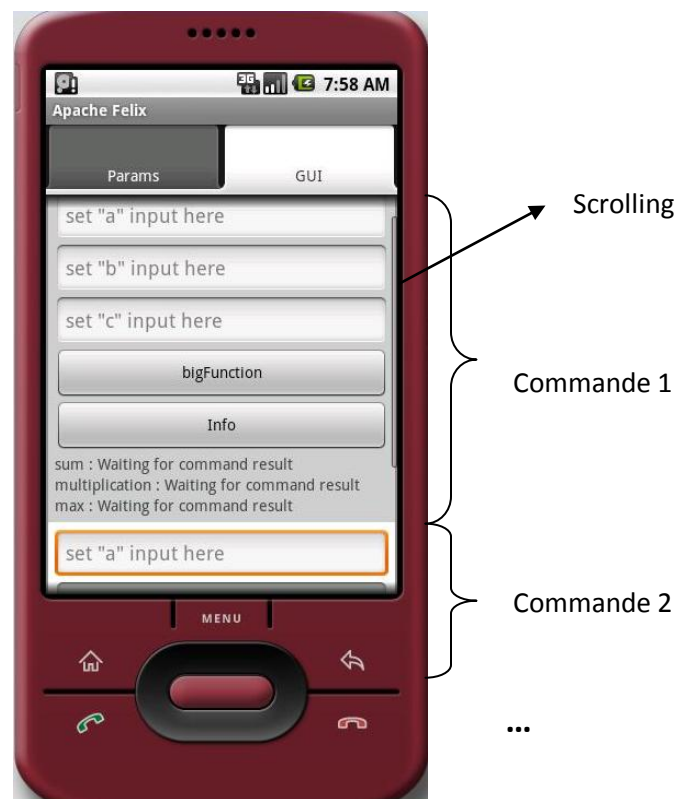 3G 7:58 AM
Apache Felix
Params GUI
set "a" input here
set "b" input here
set "c" input here
bigFunction
Info
sum : Waiting for command result
multiplication : Waiting for command result
max : Waiting for command result
set "a" input here
MENU
Scrolling
Commande 1
Commande 2
...